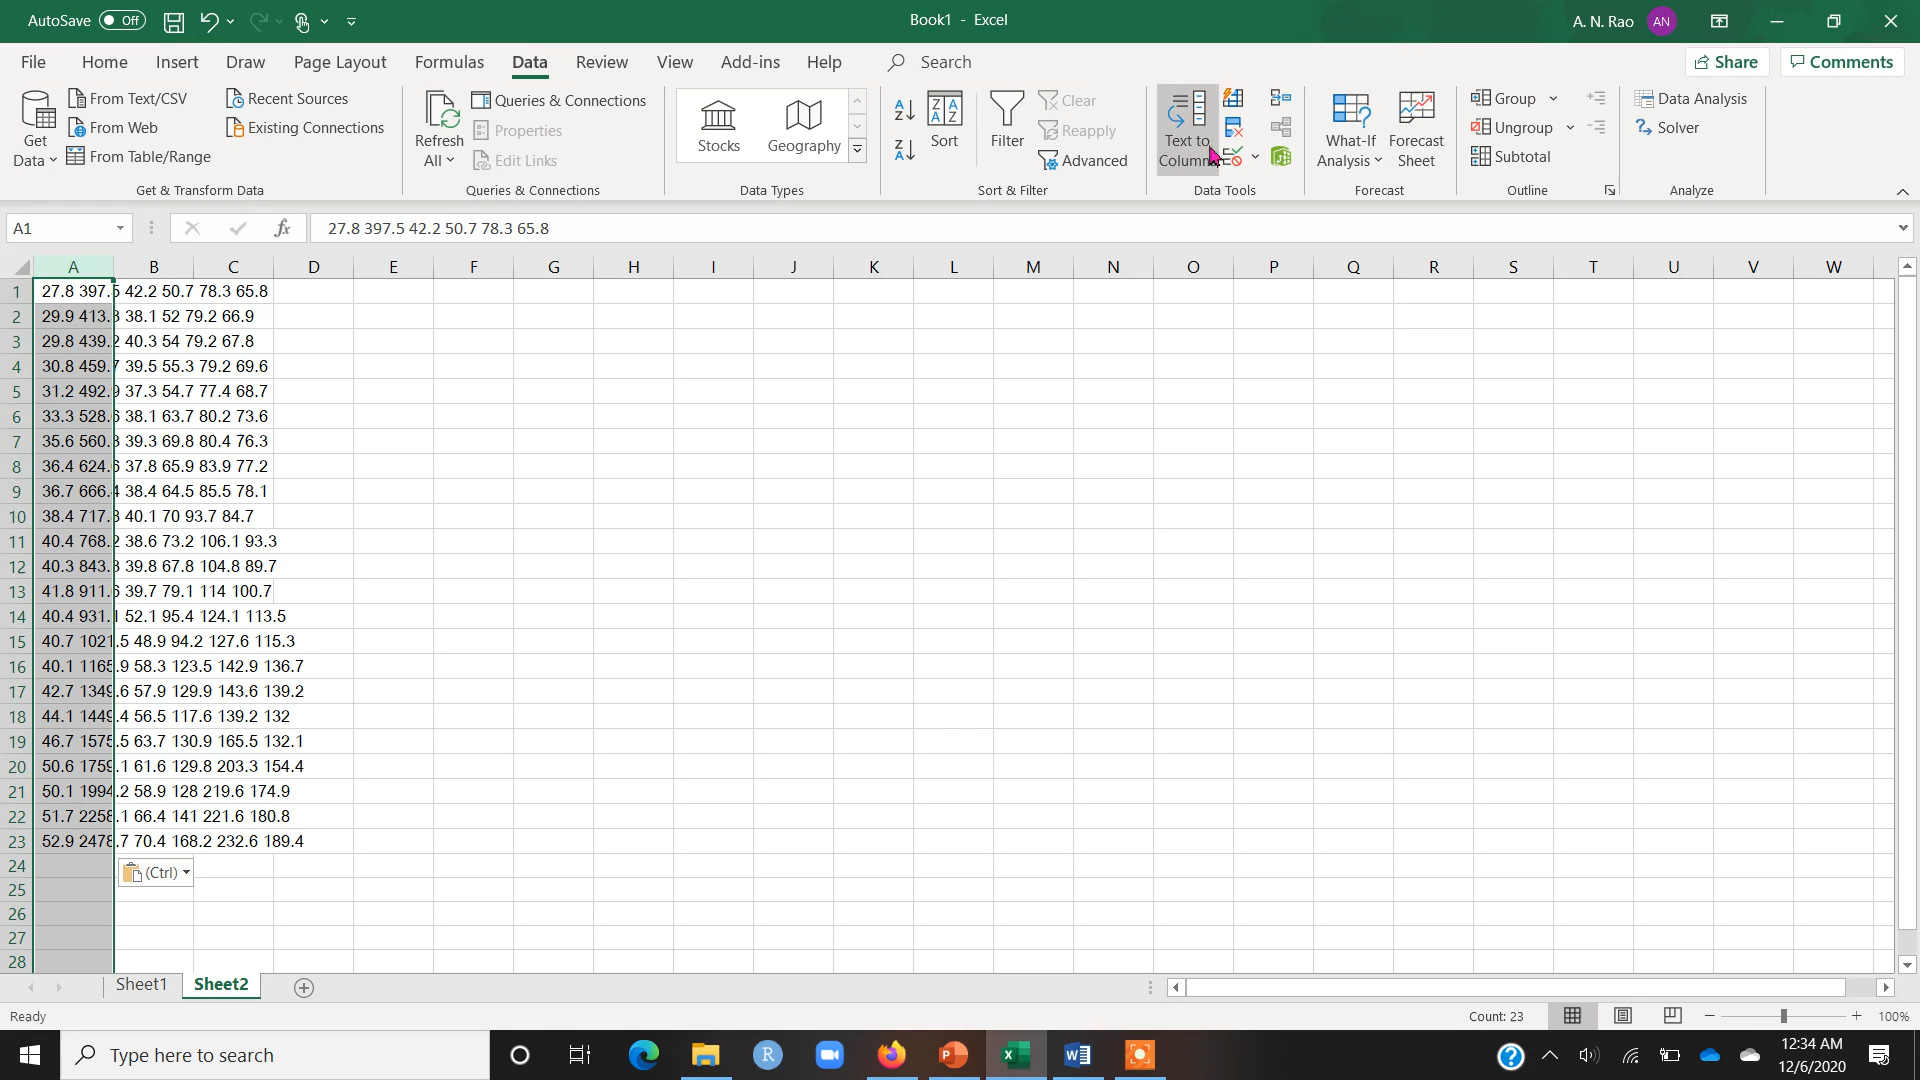 AutoSave Off Book1 - Excel A. N. Rao AN
File Home Insert Draw Page Layout Formulas Data Review View Add-ins Help Search Share Comments
Get Data
From Text/CSV
From Web
From Table/Range
Recent Sources
Existing Connections
Get & Transform Data
Refresh All
Queries & Connections
Properties
Edit Links
Queries & Connections
Stocks
Geography
Data Types
Sort
Filter
Clear
Reapply
Advanced
Sort & Filter
Text to
Column
Data Tools
What-If
Analysis
Forecast
Sheet
Forecast
Group
Ungroup
Subtotal
Outline
Data Analysis
Solver
Analyze
A1 fx 27.8 397.5 42.2 50.7 78.3 65.8
A B C D E F G H I J K L M N O P Q R S T U V W
1 27.8 397.5 42.2 50.7 78.3 65.8
2 29.9 413.3 38.1 52 79.2 66.9
3 29.8 439.2 40.3 54 79.2 67.8
4 30.8 459.7 39.5 55.3 79.2 69.6
5 31.2 492.9 37.3 54.7 77.4 68.7
6 33.3 528.6 38.1 63.7 80.2 73.6
7 35.6 560.3 39.3 69.8 80.4 76.3
8 36.4 624.6 37.8 65.9 83.9 77.2
9 36.7 666.4 38.4 64.5 85.5 78.1
10 38.4 717.8 40.1 70 93.7 84.7
11 40.4 768.2 38.6 73.2 106.1 93.3
12 40.3 843.3 39.8 67.8 104.8 89.7
13 41.8 911.6 39.7 79.1 114 100.7
14 40.4 931.1 52.1 95.4 124.1 113.5
15 40.7 1021.5 48.9 94.2 127.6 115.3
16 40.1 1165.9 58.3 123.5 142.9 136.7
17 42.7 1349.6 57.9 129.9 143.6 139.2
18 44.1 1449.4 56.5 117.6 139.2 132
19 46.7 1575.5 63.7 130.9 165.5 132.1
20 50.6 1759.1 61.6 129.8 203.3 154.4
21 50.1 1994.2 58.9 128 219.6 174.9
22 51.7 2258.1 66.4 141 221.6 180.8
23 52.9 2478.7 70.4 168.2 232.6 189.4
24 (Ctrl)
25
26
27
28
Sheet1 Sheet2
Ready Count: 23 100%
Type here to search
12:34 AM
12/6/2020